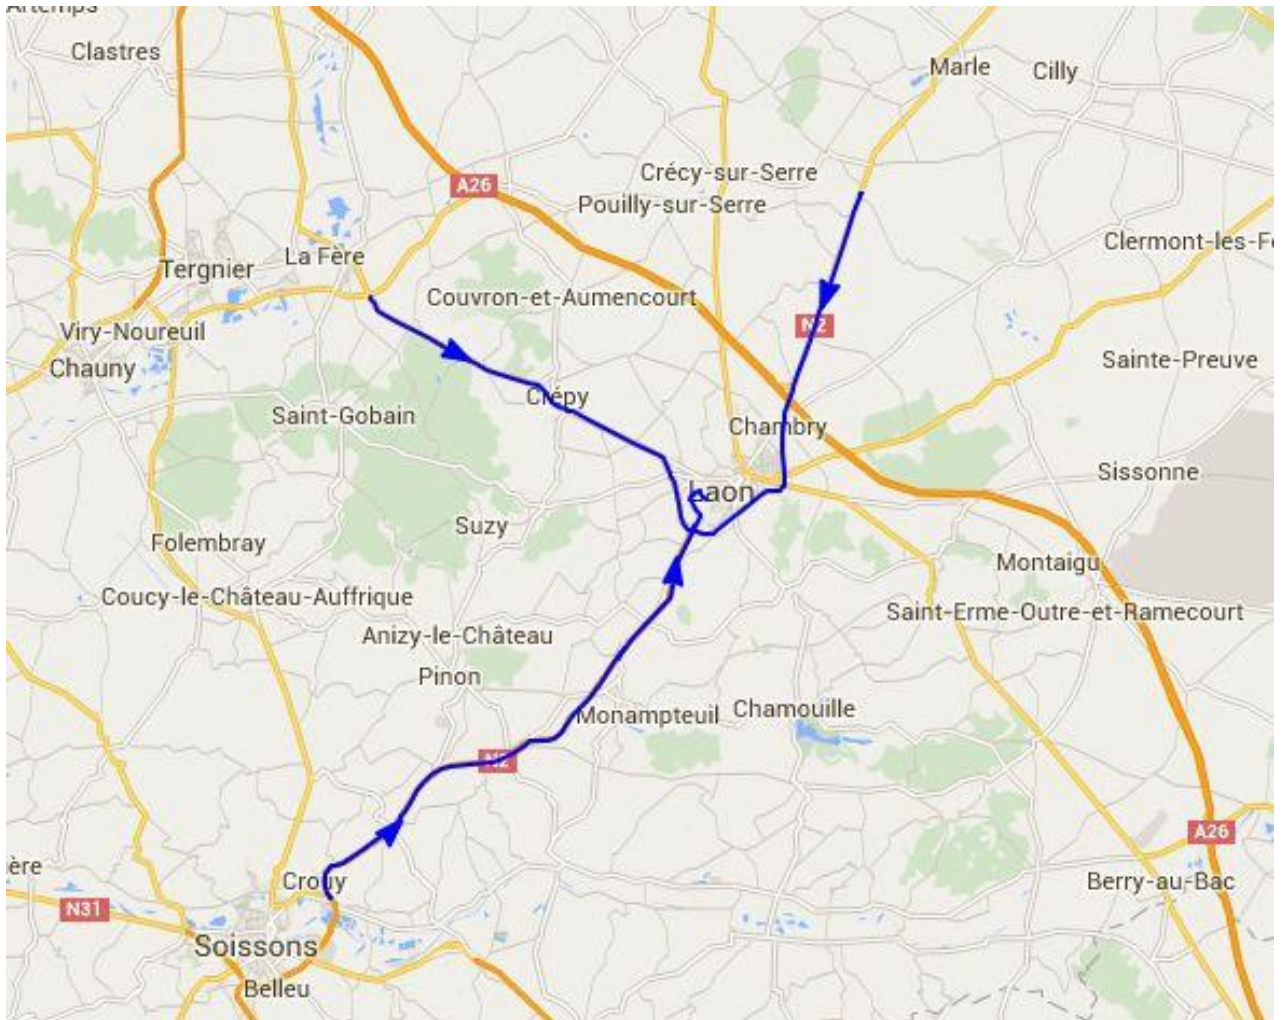 Clastres
Marle
Cilly
Crécy-sur-Serre
A26
Pouilly-sur-Serre
Clermont-les-Fe
La Fère
Tergnier
Couvron-et-Aumencourt
N2
Viry-Noureuil
Sainte-Preuve
Chauny
Crépy
Saint-Gobain
Chambry
Sissonne
Laon
Suzy
Folembray
Montaigu
Coucy-le-Château-Auffrique
Saint-Erme-Outre-et-Ramecourt
Anizy-le-Château
Pinon
Monampteuil
Chamouille
N2
A26
ère
Crouy
Berry-au-Bac
N31
Soissons
Belleu